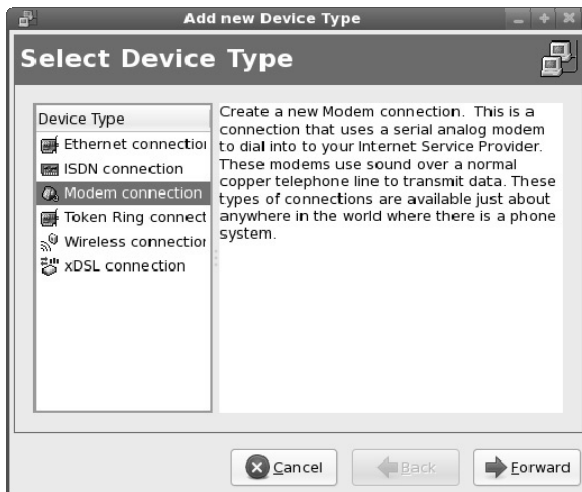 Add new Device Type
Select Device Type
Device Type
Ethernet connectio
ISDN connection
Modem connection
Token Ring connect
Wireless connection
xDSL connection
Create a new Modem connection.  This is a
connection that uses a serial analog modem
to dial into to your Internet Service Provider.
These modems use sound over a normal
copper telephone line to transmit data. These
types of connections are available just about
anywhere in the world where there is a phone
system.
Cancel
Back
Forward